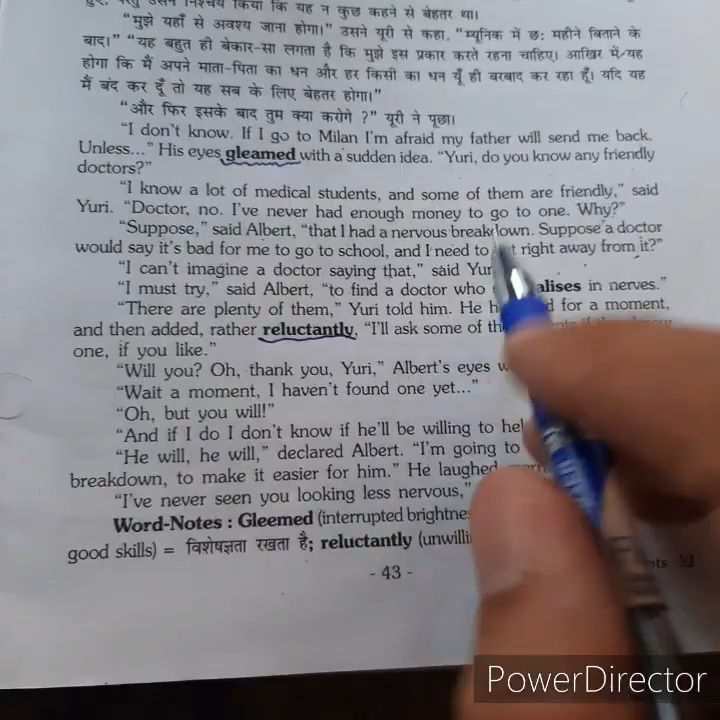 हुए, परंतु उसने निश्चय किया कि यह न कुछ कहने से बेहतर था।
“मुझे यहाँ से अवश्य जाना होगा।” उसने यूरी से कहा, “म्यूनिक में छः महीने बिताने के
बाद।” “यह बहुत ही बेकार-सा लगता है कि मुझे इस प्रकार करते रहना चाहिए। आखिर में/यह
होगा कि मैं अपने माता-पिता का धन और हर किसी का धन यूँ ही बरबाद कर रहा हूँ। यदि यह
मैं बंद कर दूँ तो यह सब के लिए बेहतर होगा।”
“और फिर इसके बाद तुम क्या करोगे ?” यूरी ने पूछा।
“I don't know. If I go to Milan I'm afraid my father will send me back.
Unless...” His eyes gleamed with a sudden idea. “Yuri, do you know any friendly
doctors?”
“I know a lot of medical students, and some of them are friendly,” said
Yuri. “Doctor, no. I've never had enough money to go to one. Why?”
“Suppose,” said Albert, “that I had a nervous breakdown. Suppose a doctor
would say it's bad for me to go to school, and I need to right away from it?”
“I can't imagine a doctor saying that,” said Yur
“I must try,” said Albert, “to find a doctor who alises in nerves.”
“There are plenty of them,” Yuri told him. He h d for a moment,
and then added, rather reluctantly, “I'll ask some of th
one, if you like.”
“Will you? Oh, thank you, Yuri,” Albert's eyes w
“Wait a moment, I haven't found one yet...”
“Oh, but you will!”
“And if I do I don't know if he'll be willing to hel
“He will, he will,” declared Albert. “I'm going to
breakdown, to make it easier for him.” He laughed
“I've never seen you looking less nervous,”
Word-Notes : Gleemed (interrupted brightne
good skills) = विशेषज्ञता रखता है; reluctantly (unwilli
- 43 -
PowerDirector